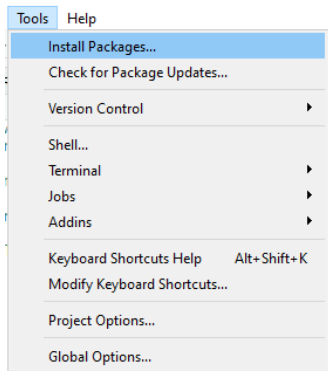 Tools Help
Install Packages...
Check for Package Updates...
Version Control
Shell...
Terminal
Jobs
Addins
Keyboard Shortcuts Help Alt+Shift+K
Modify Keyboard Shortcuts...
Project Options...
Global Options...